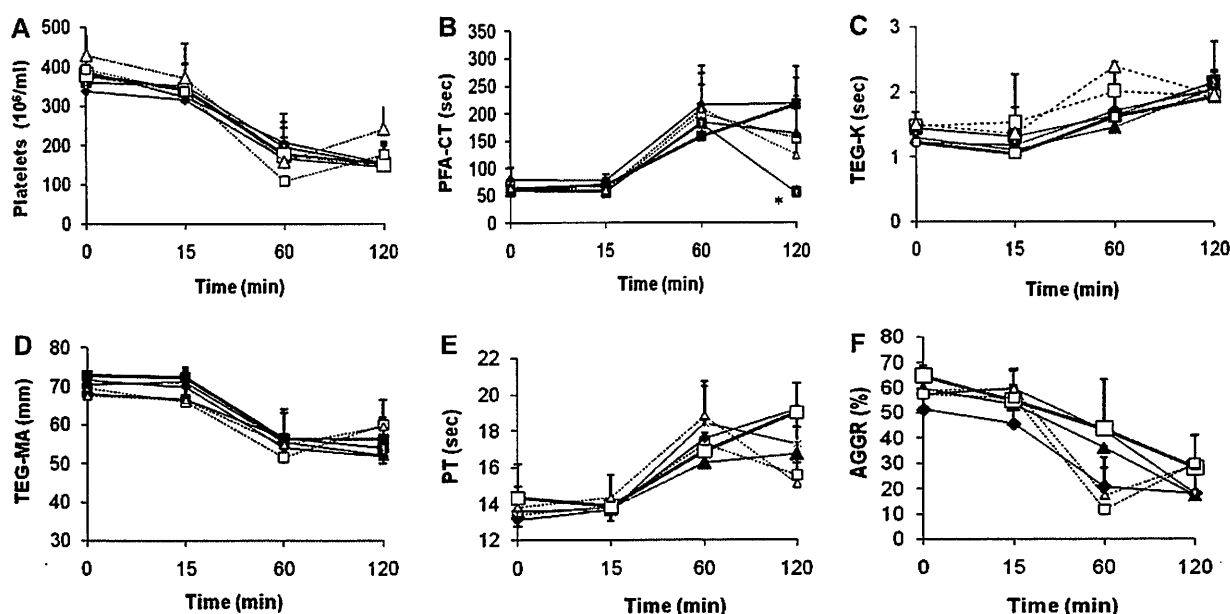 A
Platelets (10⁶/ml)
500
400
300
200
100
0
0 15 60 120
Time (min)
B
PFA-CT (sec)
350
300
250
200
150
100
50
0
*
0 15 60 120
Time (min)
C
TEG-K (sec)
3
2
1
0
0 15 60 120
Time (min)
D
TEG-MA (mm)
80
70
60
50
40
30
0 15 60 120
Time (min)
E
PT (sec)
22
20
18
16
14
12
0 15 60 120
Time (min)
F
AGGR (%)
80
70
60
50
40
30
20
10
0
0 15 60 120
Time (min)